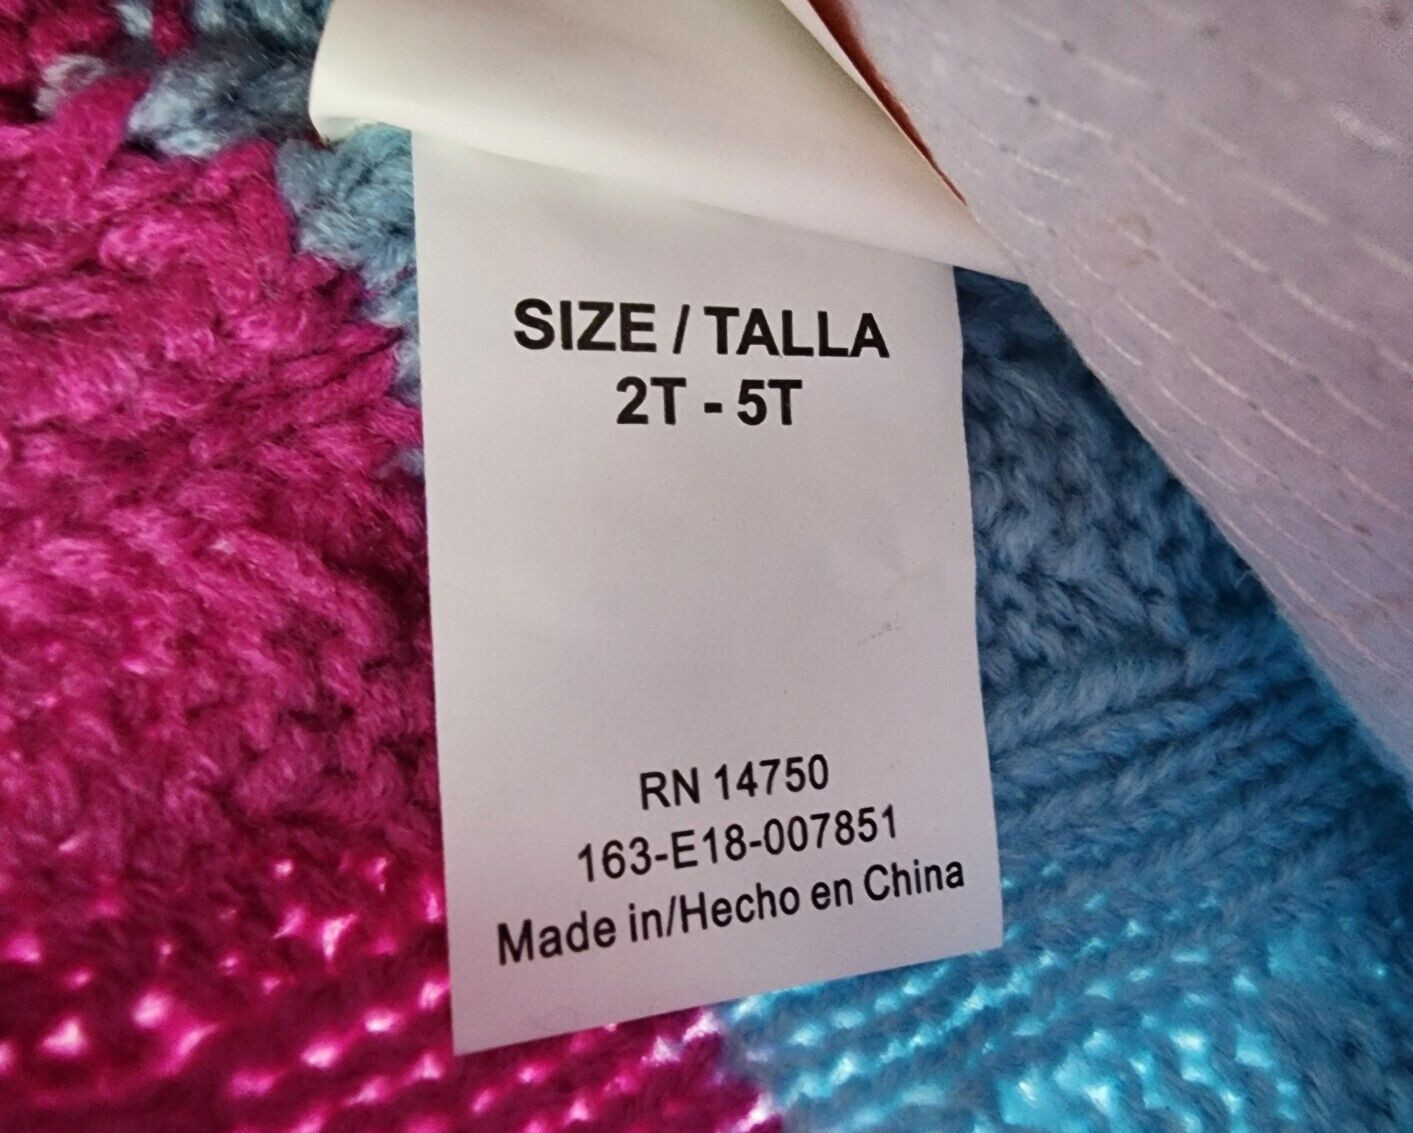 SIZE / TALLA
2T - 5T
RN 14750
163-E18-007851
Made in/Hecho en China